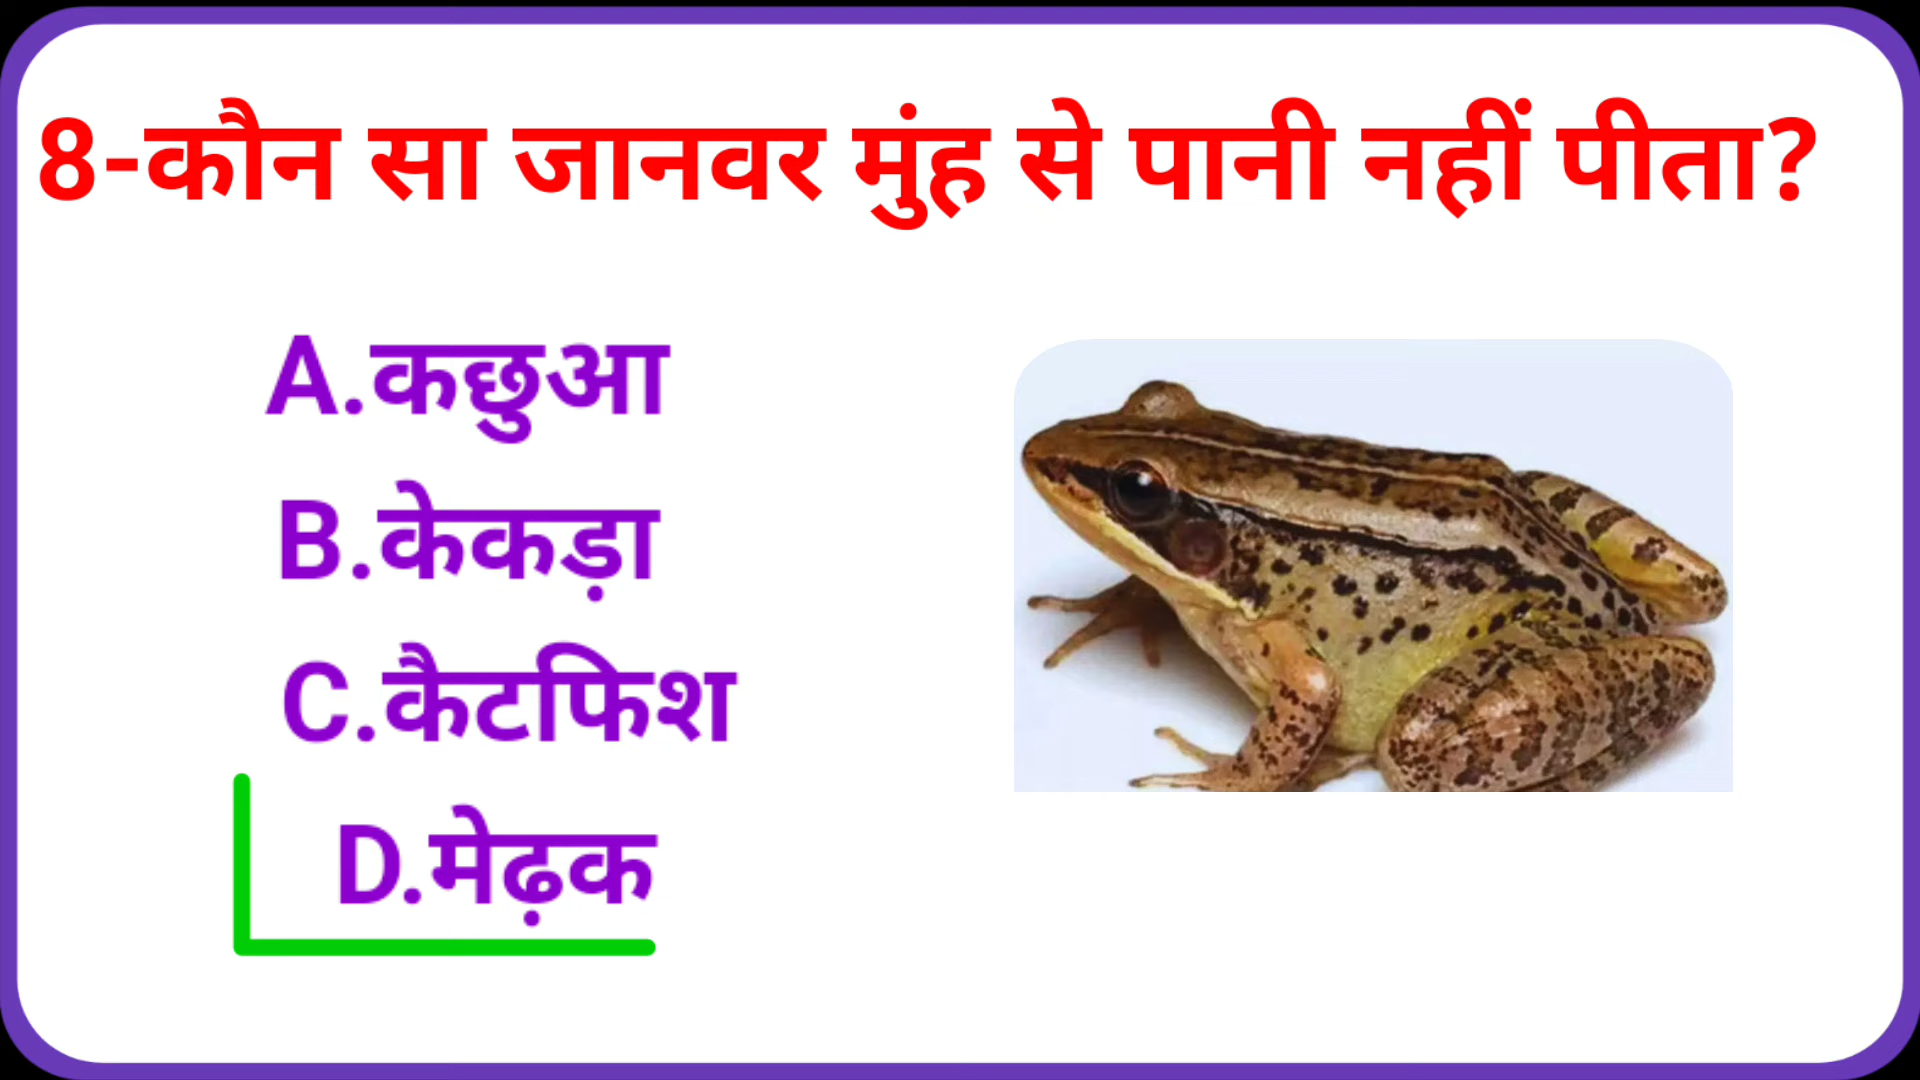 8-कौन सा जानवर मुंह से पानी नहीं पीता?
A.कछुआ
B.केकड़ा
C.कैटफिश
D.मेढ़क